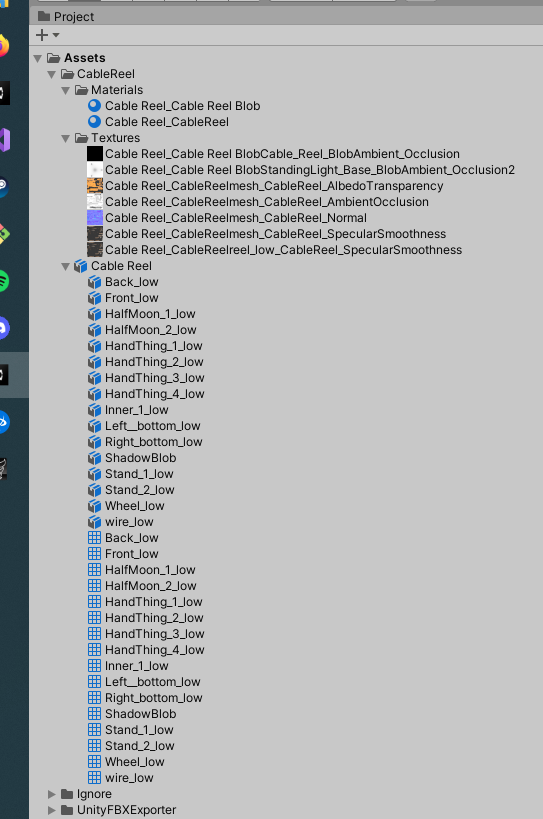 Project
Assets
CableReel
Materials
Cable Reel_Cable Reel Blob
Cable Reel_CableReel
Textures
Cable Reel_Cable Reel BlobCable_Reel_BlobAmbient_Occlusion
Cable Reel_Cable Reel BlobStandingLight_Base_BlobAmbient_Occlusion2
Cable Reel_CableReelmesh_CableReel_AlbedoTransparency
Cable Reel_CableReelmesh_CableReel_AmbientOcclusion
Cable Reel_CableReelmesh_CableReel_Normal
Cable Reel_CableReelmesh_CableReel_SpecularSmoothness
Cable Reel_CableReelreel_low_CableReel_SpecularSmoothness
Cable Reel
Back_low
Front_low
HalfMoon_1_low
HalfMoon_2_low
HandThing_1_low
HandThing_2_low
HandThing_3_low
HandThing_4_low
Inner_1_low
Left__bottom_low
Right_bottom_low
ShadowBlob
Stand_1_low
Stand_2_low
Wheel_low
wire_low
Back_low
Front_low
HalfMoon_1_low
HalfMoon_2_low
HandThing_1_low
HandThing_2_low
HandThing_3_low
HandThing_4_low
Inner_1_low
Left__bottom_low
Right_bottom_low
ShadowBlob
Stand_1_low
Stand_2_low
Wheel_low
wire_low
Ignore
UnityFBXExporter